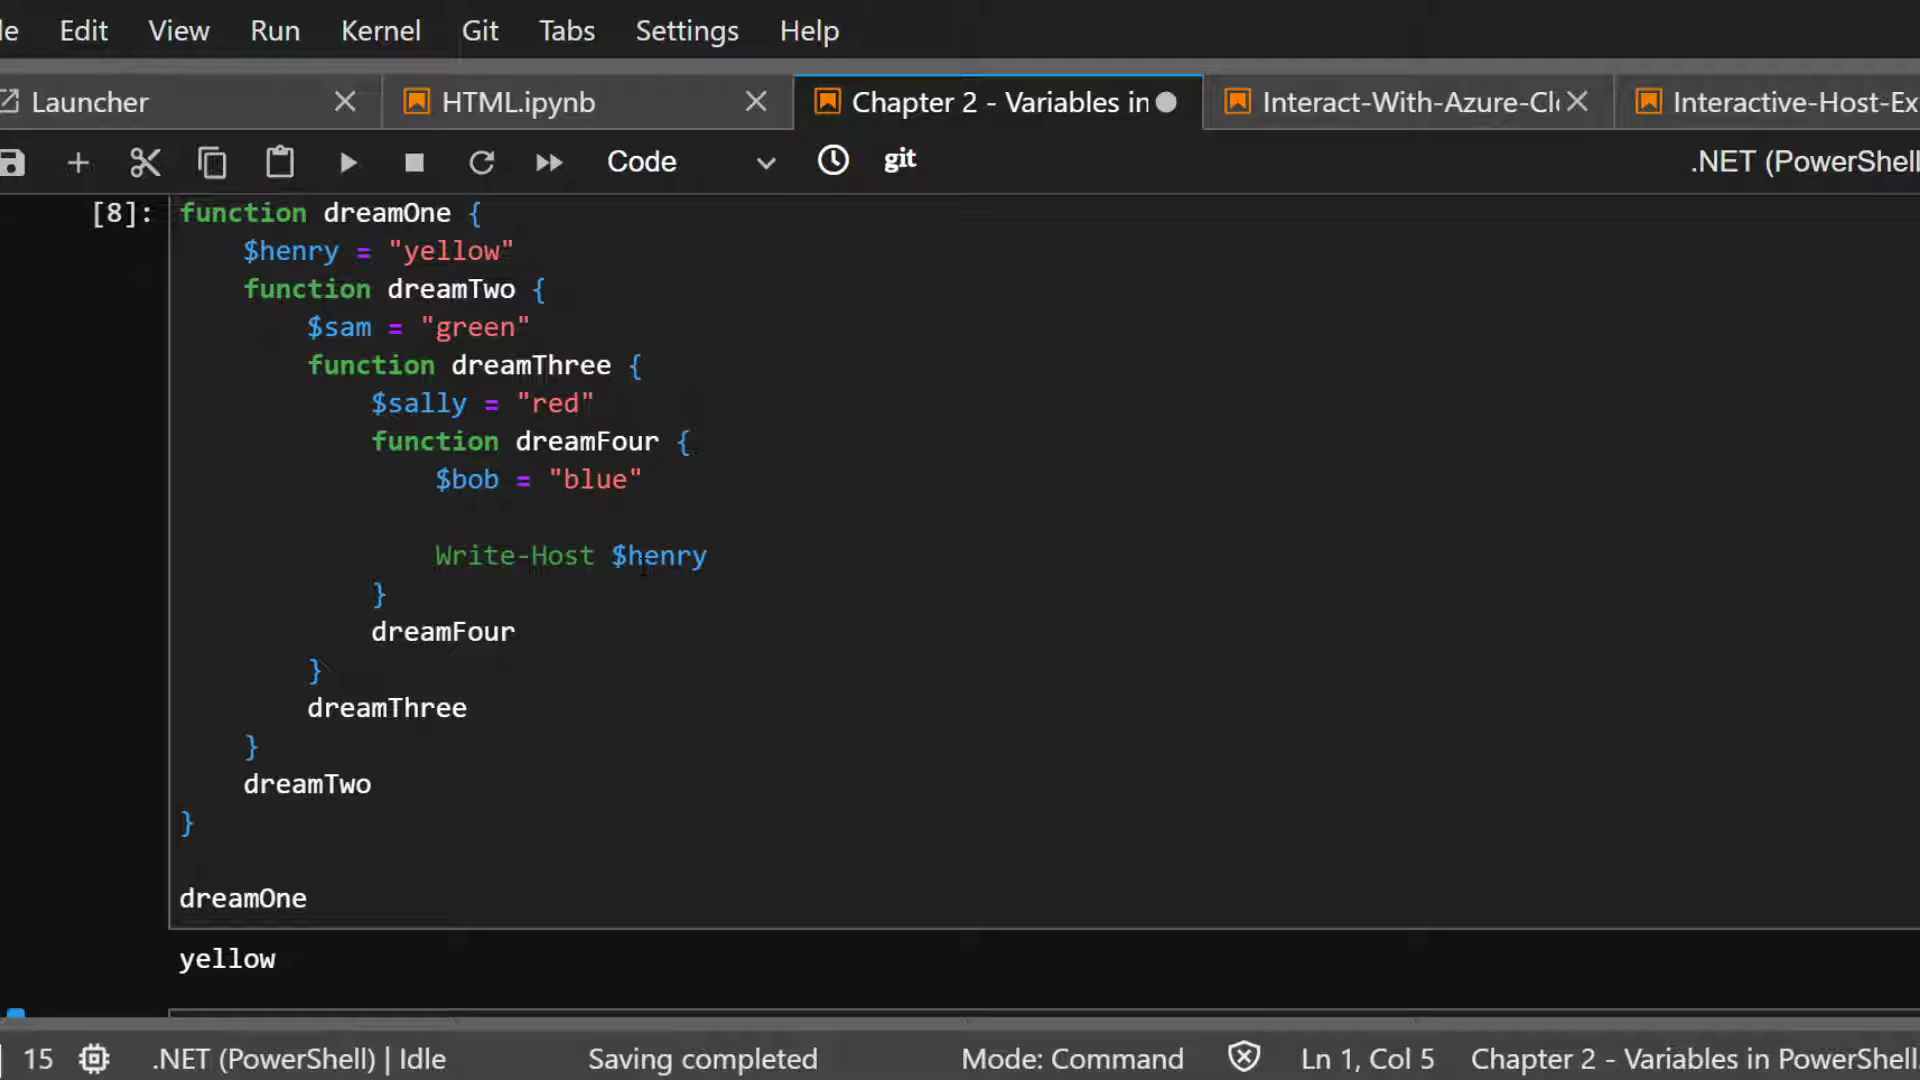 le Edit View Run Kernel Git Tabs Settings Help
Launcher HTML.ipynb Chapter 2 - Variables in Interact-With-Azure-Cl Interactive-Host-Ex
Code git .NET (PowerShell
[8]: function dreamOne {
    $henry = "yellow"
    function dreamTwo {
        $sam = "green"
        function dreamThree {
            $sally = "red"
            function dreamFour {
                $bob = "blue"
                Write-Host $henry
            }
            dreamFour
        }
        dreamThree
    }
    dreamTwo
}
dreamOne
yellow
15 .NET (PowerShell) | Idle Saving completed Mode: Command Ln 1, Col 5 Chapter 2 - Variables in PowerShell